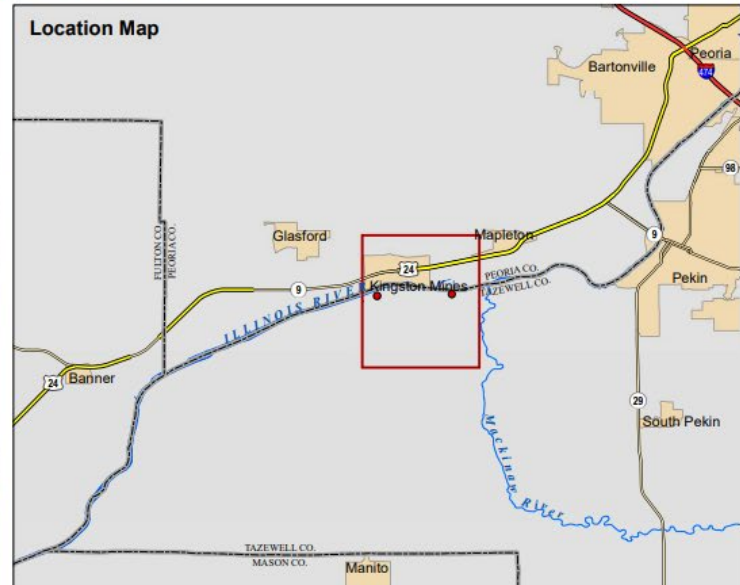 Location Map
Peoria
Bartonville
474
98
FULTON CO.
PEORIA CO.
Glasford
Mapleton
9
24
PEORIA CO.
TAZEWELL CO.
9
Kingston Mines
Pekin
ILLINOIS RIVER
24
Banner
29
South Pekin
Mackinaw River
TAZEWELL CO.
MASON CO.
Manito